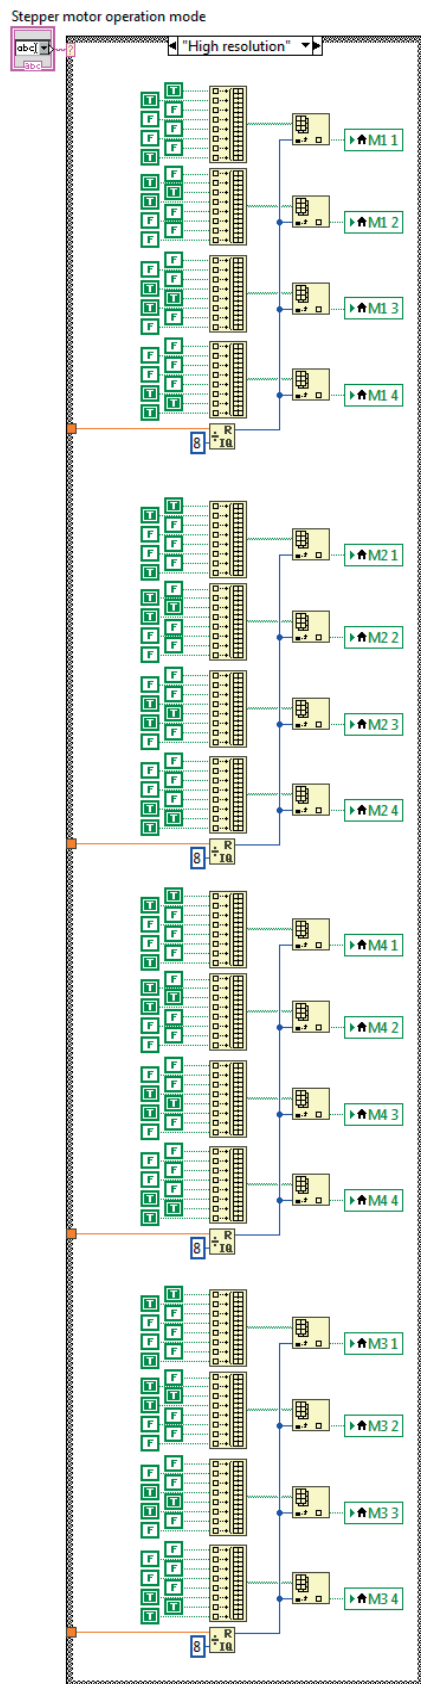 Stepper motor operation mode
abc
"High resolution"
?
abc
T T F F F F F T
M1 1
F T T T F F F F
M1 2
F F F T T T F F
M1 3
F F F F F T T T
M1 4
8 R
IQ
T T F F F F F T
M2 1
F T T T F F F F
M2 2
F F F T T T F F
M2 3
F F F F F T T T
M2 4
8 R
IQ
T T F F F F F T
M4 1
F T T T F F F F
M4 2
F F F T T T F F
M4 3
F F F F F T T T
M4 4
8 R
IQ
T T F F F F F T
M3 1
F T T T F F F F
M3 2
F F F T T T F F
M3 3
F F F F F T T T
M3 4
8 R
IQ